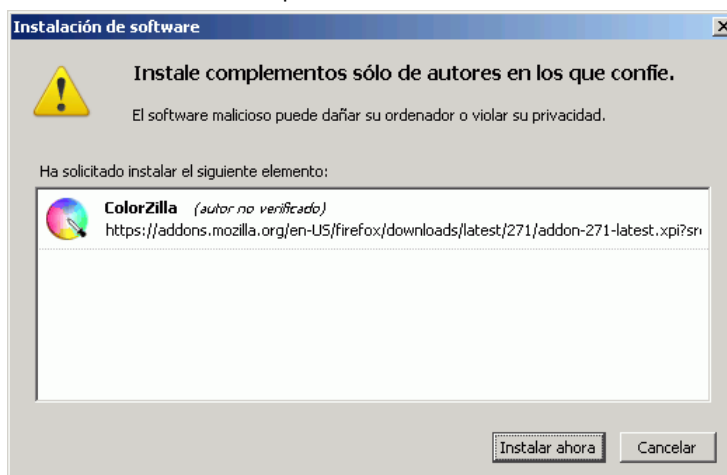 Instalación de software
Instale complementos sólo de autores en los que confíe.
El software malicioso puede dañar su ordenador o violar su privacidad.
Ha solicitado instalar el siguiente elemento:
ColorZilla (autor no verificado)
https://addons.mozilla.org/en-US/firefox/downloads/latest/271/addon-271-latest.xpi?sr
Instalar ahora Cancelar